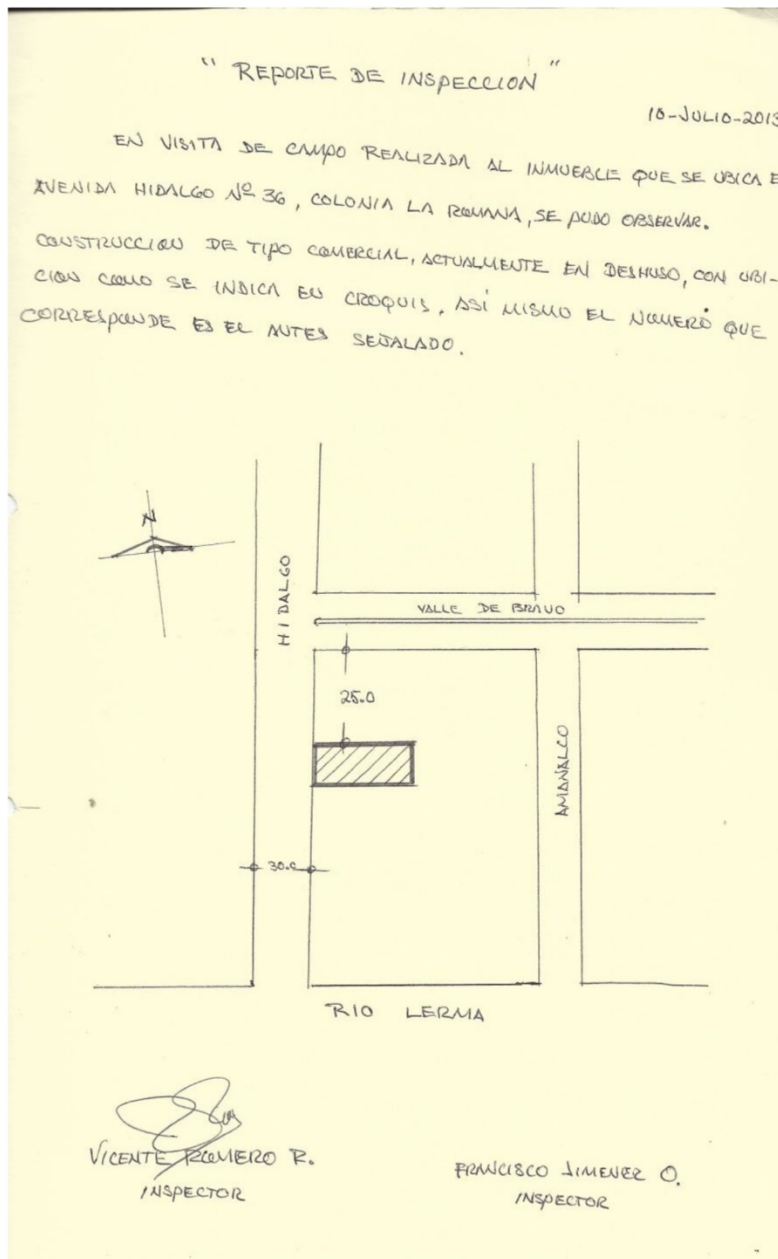 " REPORTE DE INSPECCION "
10-JULIO-2013
EN VISITA DE CAMPO REALIZADA AL INMUEBLE QUE SE UBICA E
AVENIDA HIDALGO Nº 36, COLONIA LA ROMANA, SE PUDO OBSERVAR.
CONSTRUCCION DE TIPO COMERCIAL, ACTUALMENTE EN DESHUSO, CON UBI-
CION COMO SE INDICA EN CROQUIS, ASÍ MISMO EL NUMERO QUE
CORRESPONDE ES EL ANTES SEÑALADO.
N
HIDALGO
VALLE DE BRAVO
25.0
AMANALCO
30.0
RIO LERMA
VICENTE ROMERO R.
INSPECTOR
FRANCISCO JIMENEZ O.
INSPECTOR